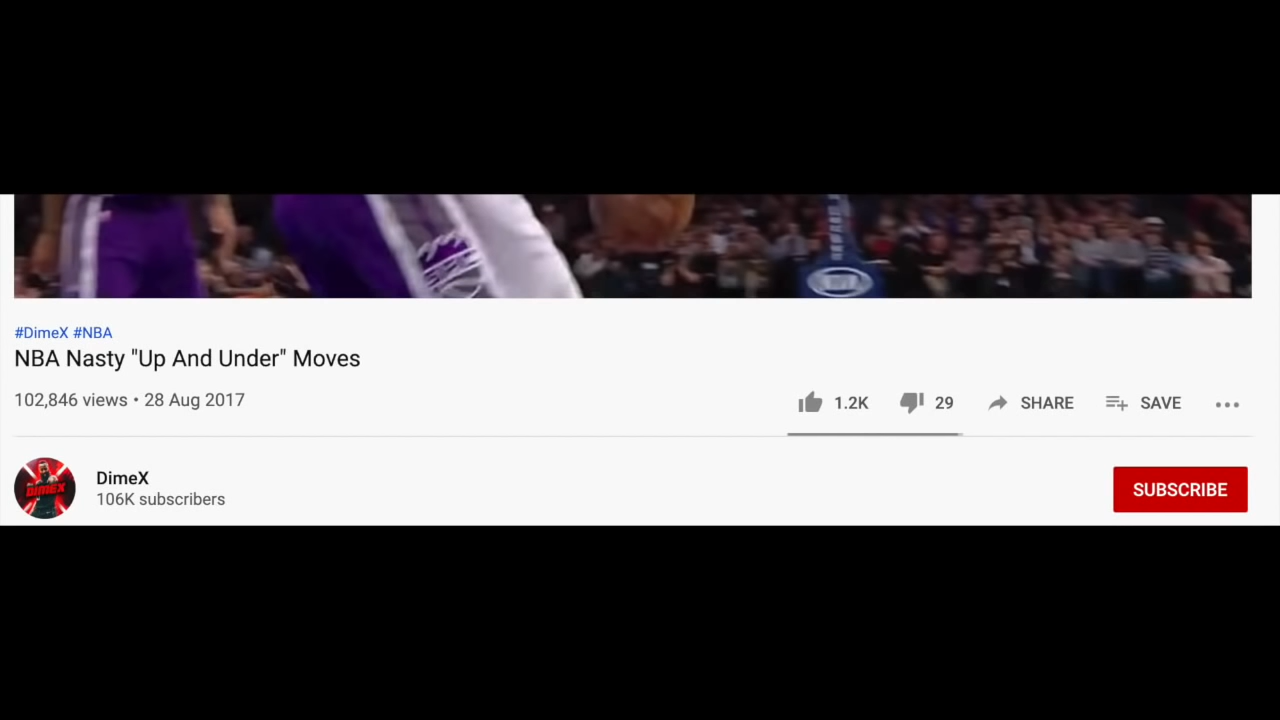 #DimeX #NBA
NBA Nasty "Up And Under" Moves
102,846 views • 28 Aug 2017
1.2K 29 SHARE SAVE
DimeX
106K subscribers
DIMEX
SUBSCRIBE